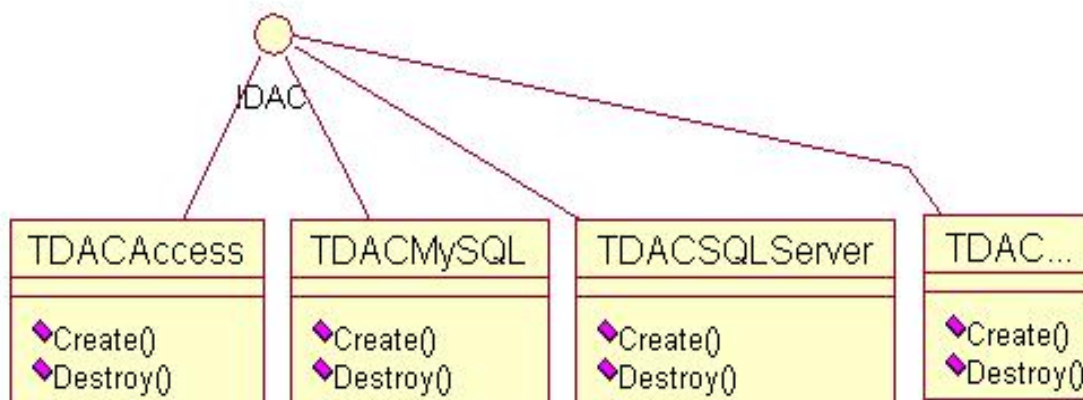 IDAC
TDACAccess
Create()
Destroy()
TDACMySQL
Create()
Destroy()
TDACSQLServer
Create()
Destroy()
TDAC...
Create()
Destroy()